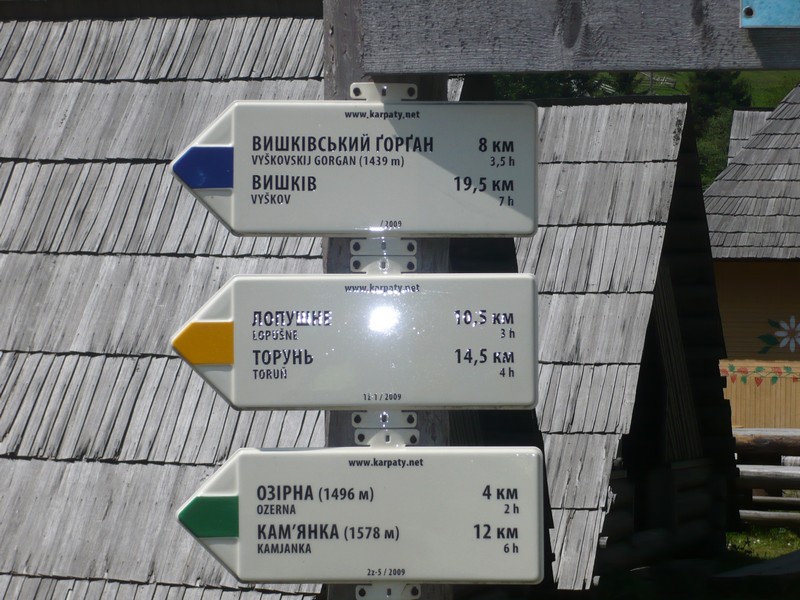 www.karpaty.net
ВИШКІВСЬКИЙ ҐОРҐАН 8 км
VYŠKOVSKIJ GORGAN (1439 m) 3,5 h
ВИШКІВ 19,5 км
VYŠKOV 7 h
/ 2009
www.karpaty.net
ЛОПУШНЕ 10,5 км
LOPUŠNE 3 h
ТОРУНЬ 14,5 км
TORUŇ 4 h
/ 2009
www.karpaty.net
ОЗІРНА (1496 м) 4 км
OZERNA 2 h
КАМ'ЯНКА (1578 м) 12 км
KAMJANKA 6 h
2z-5 / 2009